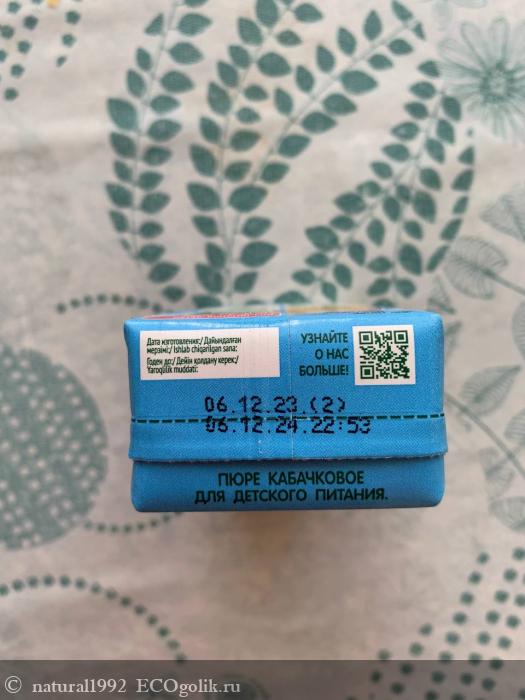 Дата изготовления:/ Дайындалған
мерзімі:/ Ishlab chiqarilgan sana:
Годен до:/ Дейін қолдану керек:/
Yaroqlilik muddati:
УЗНАЙТЕ
О НАС
БОЛЬШЕ!
06.12.23.(2)
06.12.24.22:53
ПЮРЕ КАБАЧКОВОЕ
ДЛЯ ДЕТСКОГО ПИТАНИЯ.
© natural1992 ECOgolik.ru